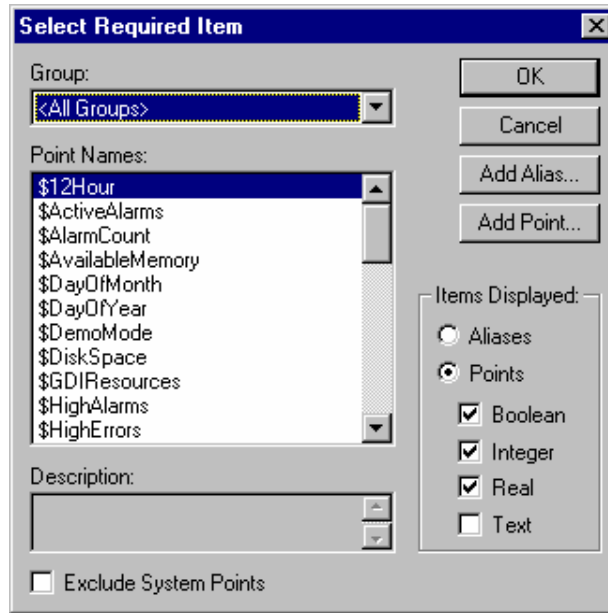 Select Required Item
Group:
<All Groups>
Point Names:
$12Hour
$ActiveAlarms
$AlarmCount
$AvailableMemory
$DayOfMonth
$DayOfYear
$DemoMode
$DiskSpace
$GDIResources
$HighAlarms
$HighErrors
Description:
Exclude System Points
OK
Cancel
Add Alias...
Add Point...
Items Displayed:
Aliases
Points
Boolean
Integer
Real
Text